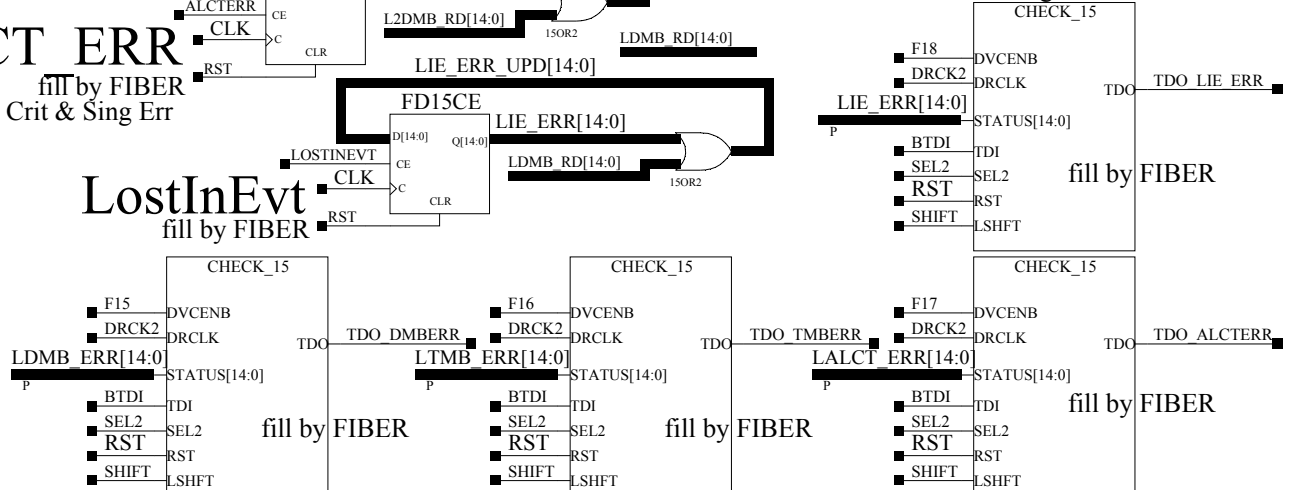 ALCTERR
CE
CLK
C
CLR
RST
CT_ERR
fill by FIBER
Crit & Sing Err
L2DMB_RD[14:0]
15OR2
LDMB_RD[14:0]
LIE_ERR_UPD[14:0]
FD15CE
D[14:0]
Q[14:0]
LIE_ERR[14:0]
LOSTINEVT
CE
LDMB_RD[14:0]
15OR2
CLK
C
CLR
RST
LostInEvt
fill by FIBER
CHECK_15
F18
DVCENB
DRCK2
DRCLK
TDO
TDO_LIE_ERR
LIE_ERR[14:0]
P
STATUS[14:0]
BTDI
TDI
SEL2
SEL2
fill by FIBER
RST
RST
SHIFT
LSHFT
CHECK_15
F15
DVCENB
DRCK2
DRCLK
TDO
TDO_DMBERR
LDMB_ERR[14:0]
P
STATUS[14:0]
BTDI
TDI
SEL2
SEL2
fill by FIBER
RST
RST
SHIFT
LSHFT
CHECK_15
F16
DVCENB
DRCK2
DRCLK
TDO
TDO_TMBERR
LTMB_ERR[14:0]
P
STATUS[14:0]
BTDI
TDI
SEL2
SEL2
fill by FIBER
RST
RST
SHIFT
LSHFT
CHECK_15
F17
DVCENB
DRCK2
DRCLK
TDO
TDO_ALCTERR
LALCT_ERR[14:0]
P
STATUS[14:0]
BTDI
TDI
SEL2
SEL2
fill by FIBER
RST
RST
SHIFT
LSHFT